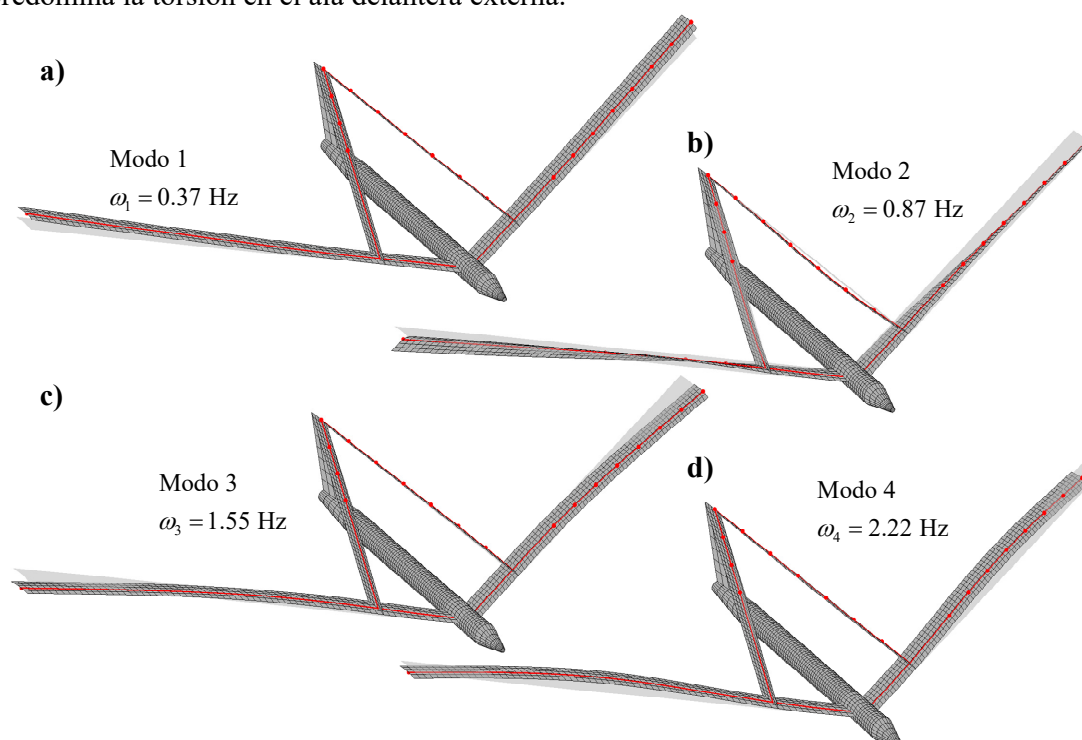 predomina la torsión en el ala delantera externa.
a)
Modo 1
ω₁ = 0.37 Hz
b)
Modo 2
ω₂ = 0.87 Hz
c)
Modo 3
ω₃ = 1.55 Hz
d)
Modo 4
ω₄ = 2.22 Hz